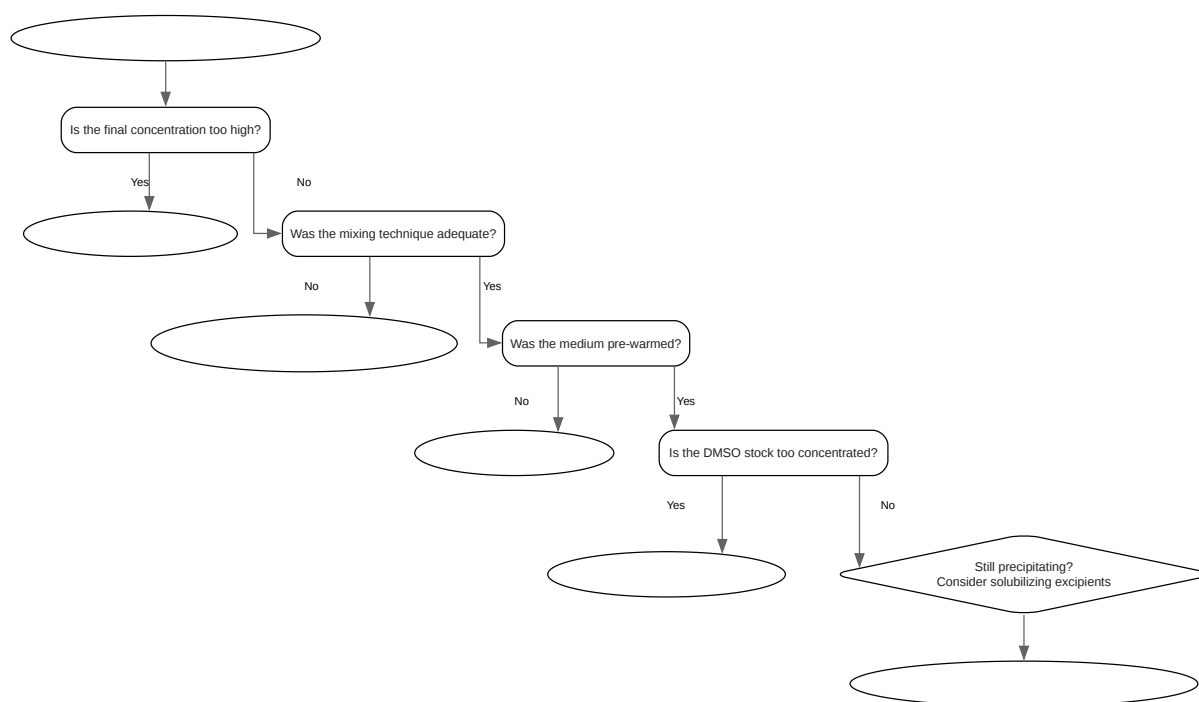 Is the final concentration too high?
Yes
No
Was the mixing technique adequate?
No
Yes
Was the medium pre-warmed?
No
Yes
Is the DMSO stock too concentrated?
Yes
No
Still precipitating?
Consider solubilizing excipients